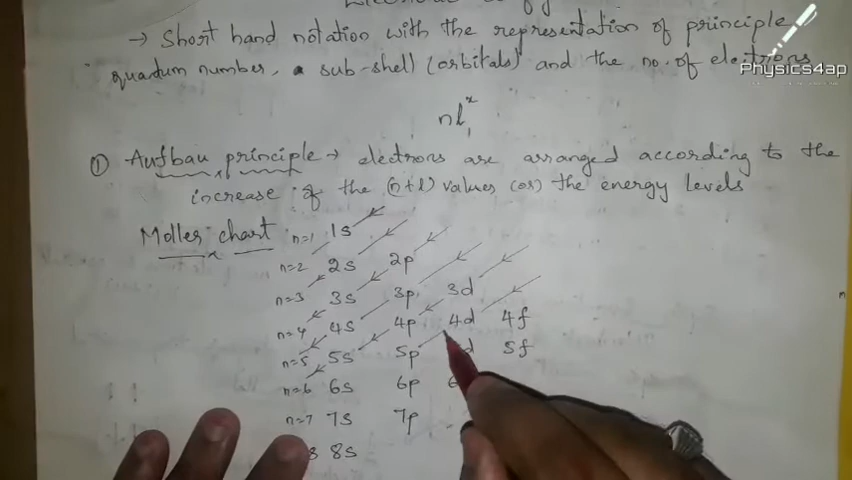 → Short hand notation with the representation of principle
quantum number, sub-shell (orbitals) and the no. of electrons
Physics4ap
nl^x
① Aufbau principle → electrons are arranged according to the
increase of the (n+l) values (or) the energy levels
Moller chart
n=1 1s
n=2 2s 2p
n=3 3s 3p 3d
n=4 4s 4p 4d 4f
n=5 5s 5p d 5f
n=6 6s 6p 6
n=7 7s 7p
8 8s